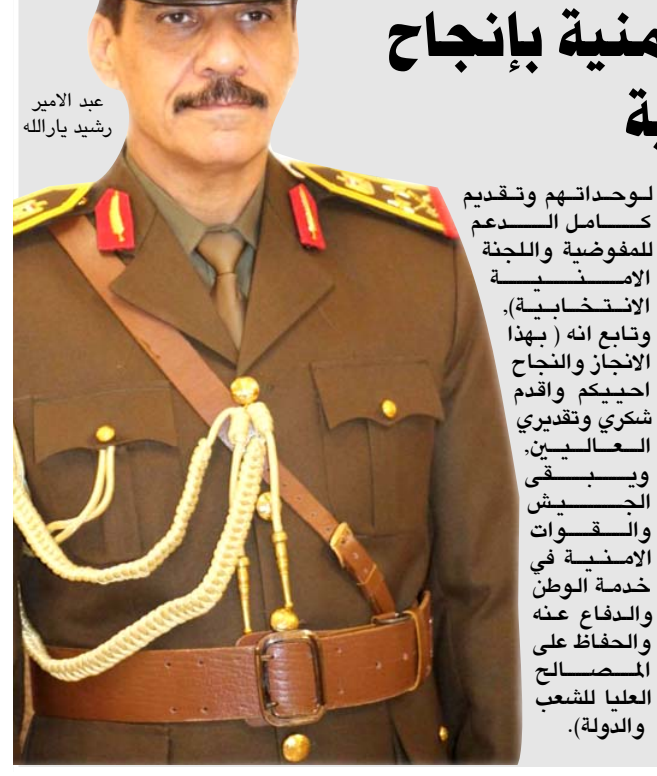 منية بإنجاح
بة
عبد الامير
رشيد يارالله
لوحداتهم وتقديم
كامل الدعم
للمفوضية واللجنة
الامنية
الانتخابية),
وتابع انه ( بهذا
الانجاز والنجاح
احييكم واقدم
شكري وتقديري
العاليين,
ويبقى
الجيش
والقوات
الامنية في
خدمة الوطن
والدفاع عنه
والحفاظ على
المصالح
العليا للشعب
والدولة).